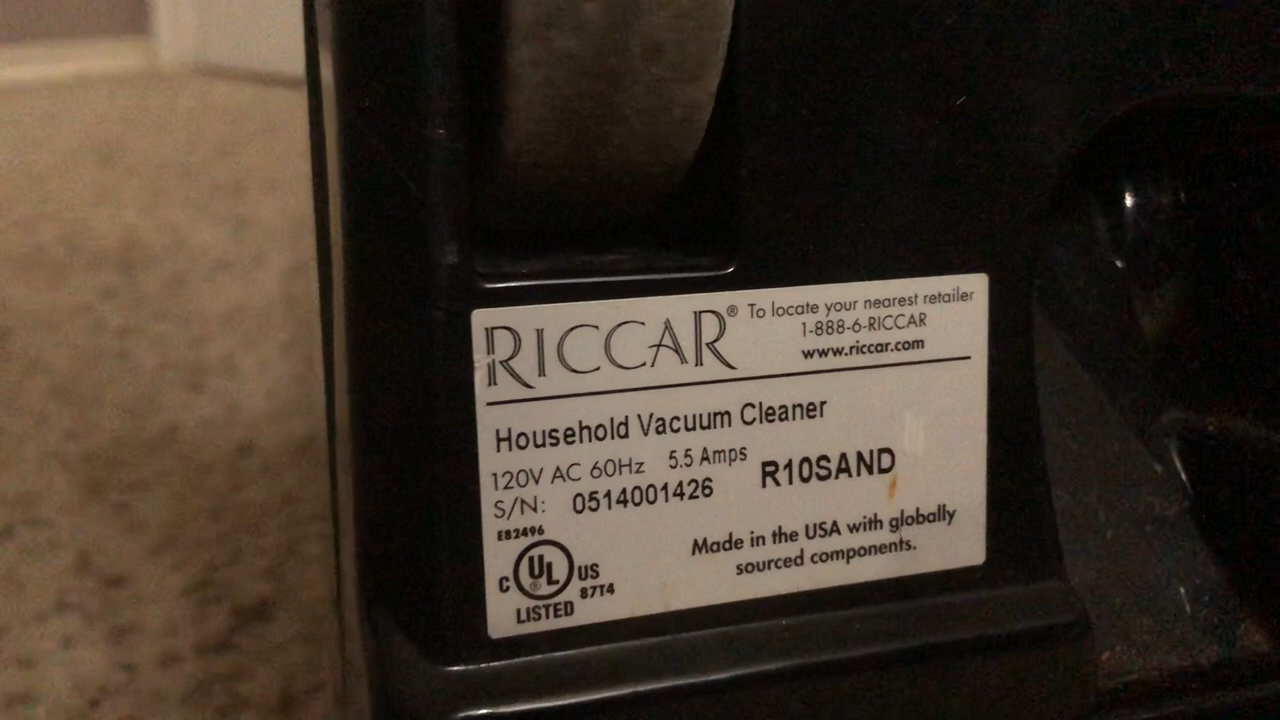 RICCAR® To locate your nearest retailer
1-888-6-RICCAR
www.riccar.com
Household Vacuum Cleaner
120V AC 60Hz 5.5 Amps R10SAND
S/N: 0514001426
E82496
C UL® US
87T4
LISTED
Made in the USA with globally
sourced components.